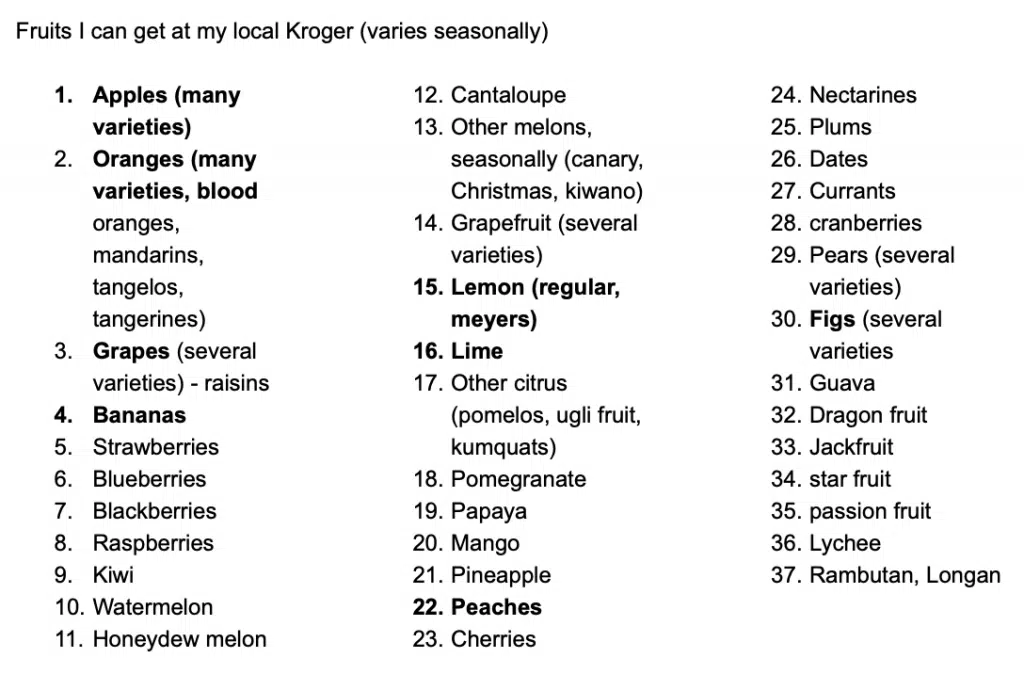 Fruits I can get at my local Kroger (varies seasonally)
1. Apples (many
varieties)
2. Oranges (many
varieties, blood
oranges,
mandarins,
tangelos,
tangerines)
3. Grapes (several
varieties) - raisins
4. Bananas
5. Strawberries
6. Blueberries
7. Blackberries
8. Raspberries
9. Kiwi
10. Watermelon
11. Honeydew melon
12. Cantaloupe
13. Other melons,
seasonally (canary,
Christmas, kiwano)
14. Grapefruit (several
varieties)
15. Lemon (regular,
meyers)
16. Lime
17. Other citrus
(pomelos, ugli fruit,
kumquats)
18. Pomegranate
19. Papaya
20. Mango
21. Pineapple
22. Peaches
23. Cherries
24. Nectarines
25. Plums
26. Dates
27. Currants
28. cranberries
29. Pears (several
varieties)
30. Figs (several
varieties
31. Guava
32. Dragon fruit
33. Jackfruit
34. star fruit
35. passion fruit
36. Lychee
37. Rambutan, Longan